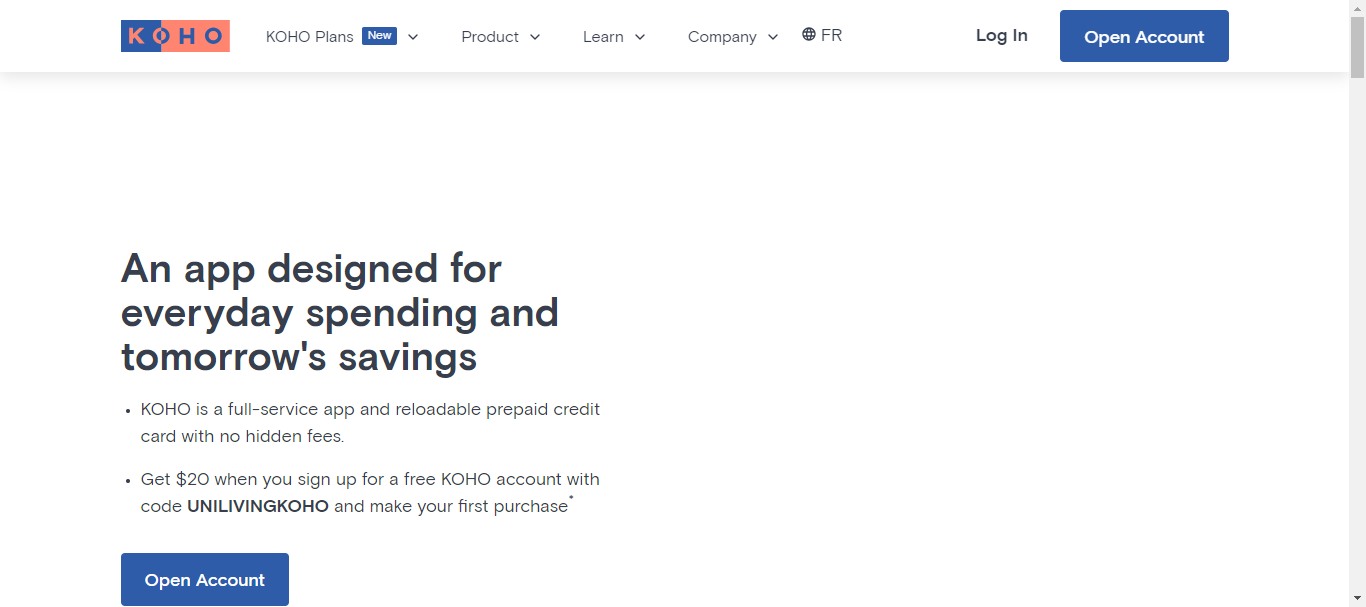 KOHO KOHO Plans New Product Learn Company FR Log In Open Account
An app designed for
everyday spending and
tomorrow's savings
• KOHO is a full-service app and reloadable prepaid credit
card with no hidden fees.
• Get $20 when you sign up for a free KOHO account with
code UNILIVINGKOHO and make your first purchase*
Open Account